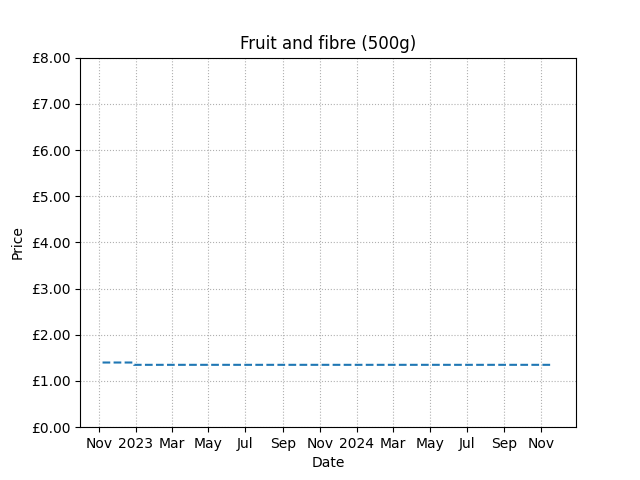 Fruit and fibre (500g)
£8.00
£7.00
£6.00
£5.00
£4.00
£3.00
£2.00
£1.00
£0.00
Price
Nov 2023 Mar May Jul Sep Nov 2024 Mar May Jul Sep Nov
Date